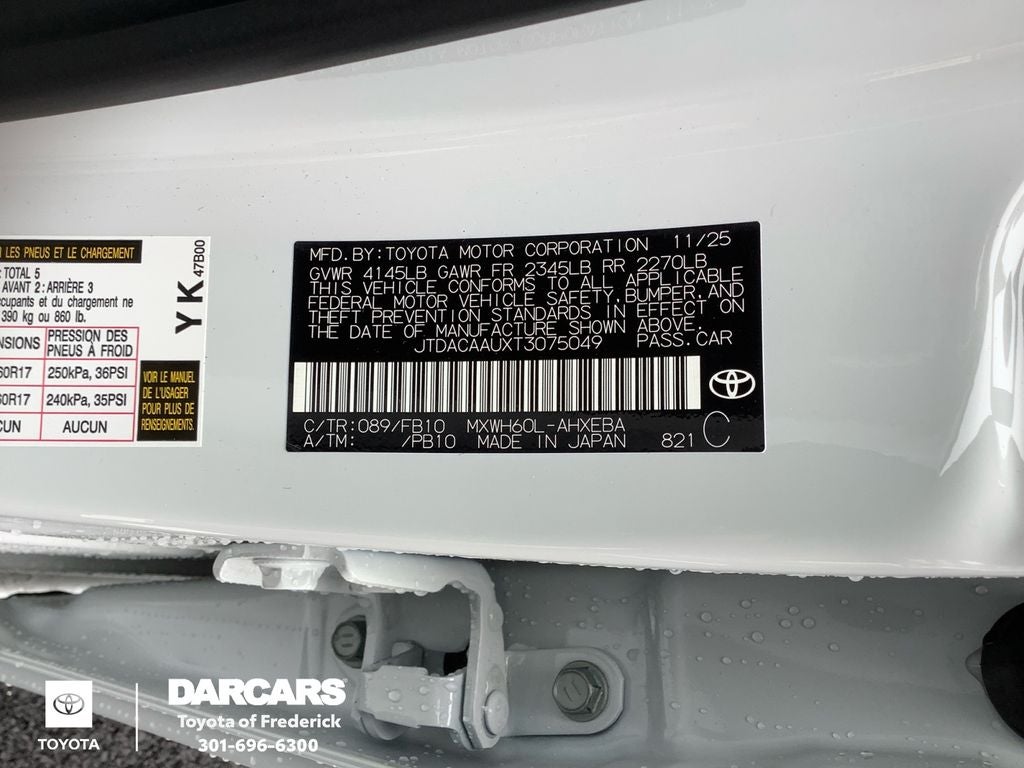 R LES PNEUS ET LE CHARGEMENT
TOTAL 5
AVANT 2: ARRIÈRE 3
ccupants et du chargement ne
390 kg ou 860 lb.
NSIONS PRESSION DES PNEUS À FROID
60R17 250kPa, 36PSI
60R17 240kPa, 35PSI
CUN AUCUN
YK 47B00
VOIR LE MANUEL
DE L'USAGER
POUR PLUS DE
RENSEIGNEMENTS.
MFD. BY: TOYOTA MOTOR CORPORATION 11/25
GVWR 4145LB GAWR FR 2345LB RR 2270LB
THIS VEHICLE CONFORMS TO ALL APPLICABLE
FEDERAL MOTOR VEHICLE SAFETY, BUMPER, AND
THEFT PREVENTION STANDARDS IN EFFECT ON
THE DATE OF MANUFACTURE SHOWN ABOVE.
JTDACAAUXT3075049 PASS. CAR
C/TR: 089/FB10 MXWH60L-AHXEBA
A/TM: /PB10 MADE IN JAPAN 821 C
TOYOTA
DARCARS
Toyota of Frederick
301-696-6300